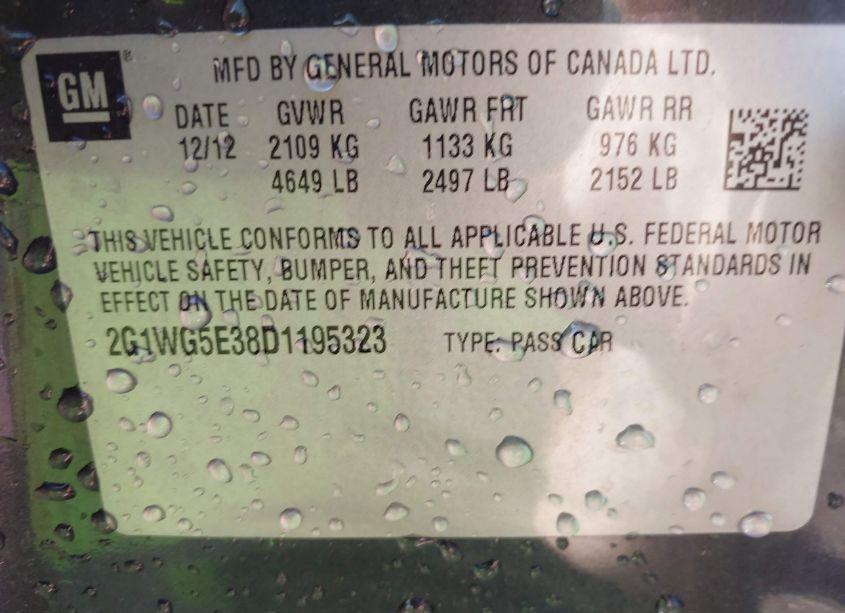 GM®
MFD BY GENERAL MOTORS OF CANADA LTD.
DATE GVWR GAWR FRT GAWR RR
12/12 2109 KG 1133 KG 976 KG
4649 LB 2497 LB 2152 LB
THIS VEHICLE CONFORMS TO ALL APPLICABLE U.S. FEDERAL MOTOR
VEHICLE SAFETY, BUMPER, AND THEFT PREVENTION STANDARDS IN
EFFECT ON THE DATE OF MANUFACTURE SHOWN ABOVE.
2G1WG5E38D1195323 TYPE: PASS CAR